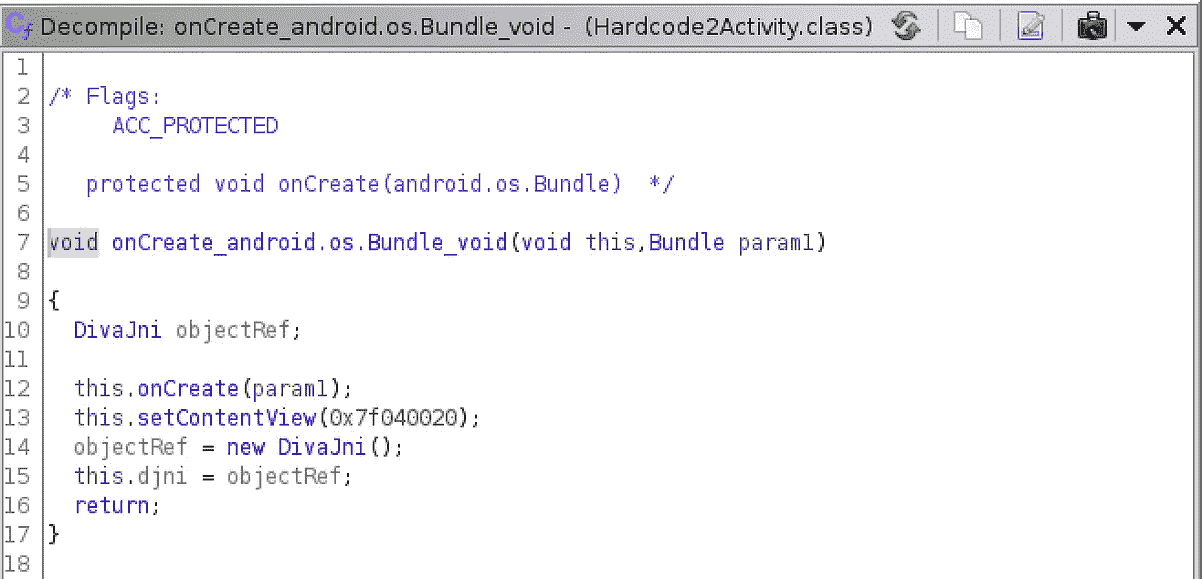 Decompile: onCreate_android.os.Bundle_void - (Hardcode2Activity.class)
1
2 /* Flags:
3 ACC_PROTECTED
4
5 protected void onCreate(android.os.Bundle) */
6
7 void onCreate_android.os.Bundle_void(void this,Bundle param1)
8
9 {
10 DivaJni objectRef;
11
12 this.onCreate(param1);
13 this.setContentView(0x7f040020);
14 objectRef = new DivaJni();
15 this.djni = objectRef;
16 return;
17 }
18